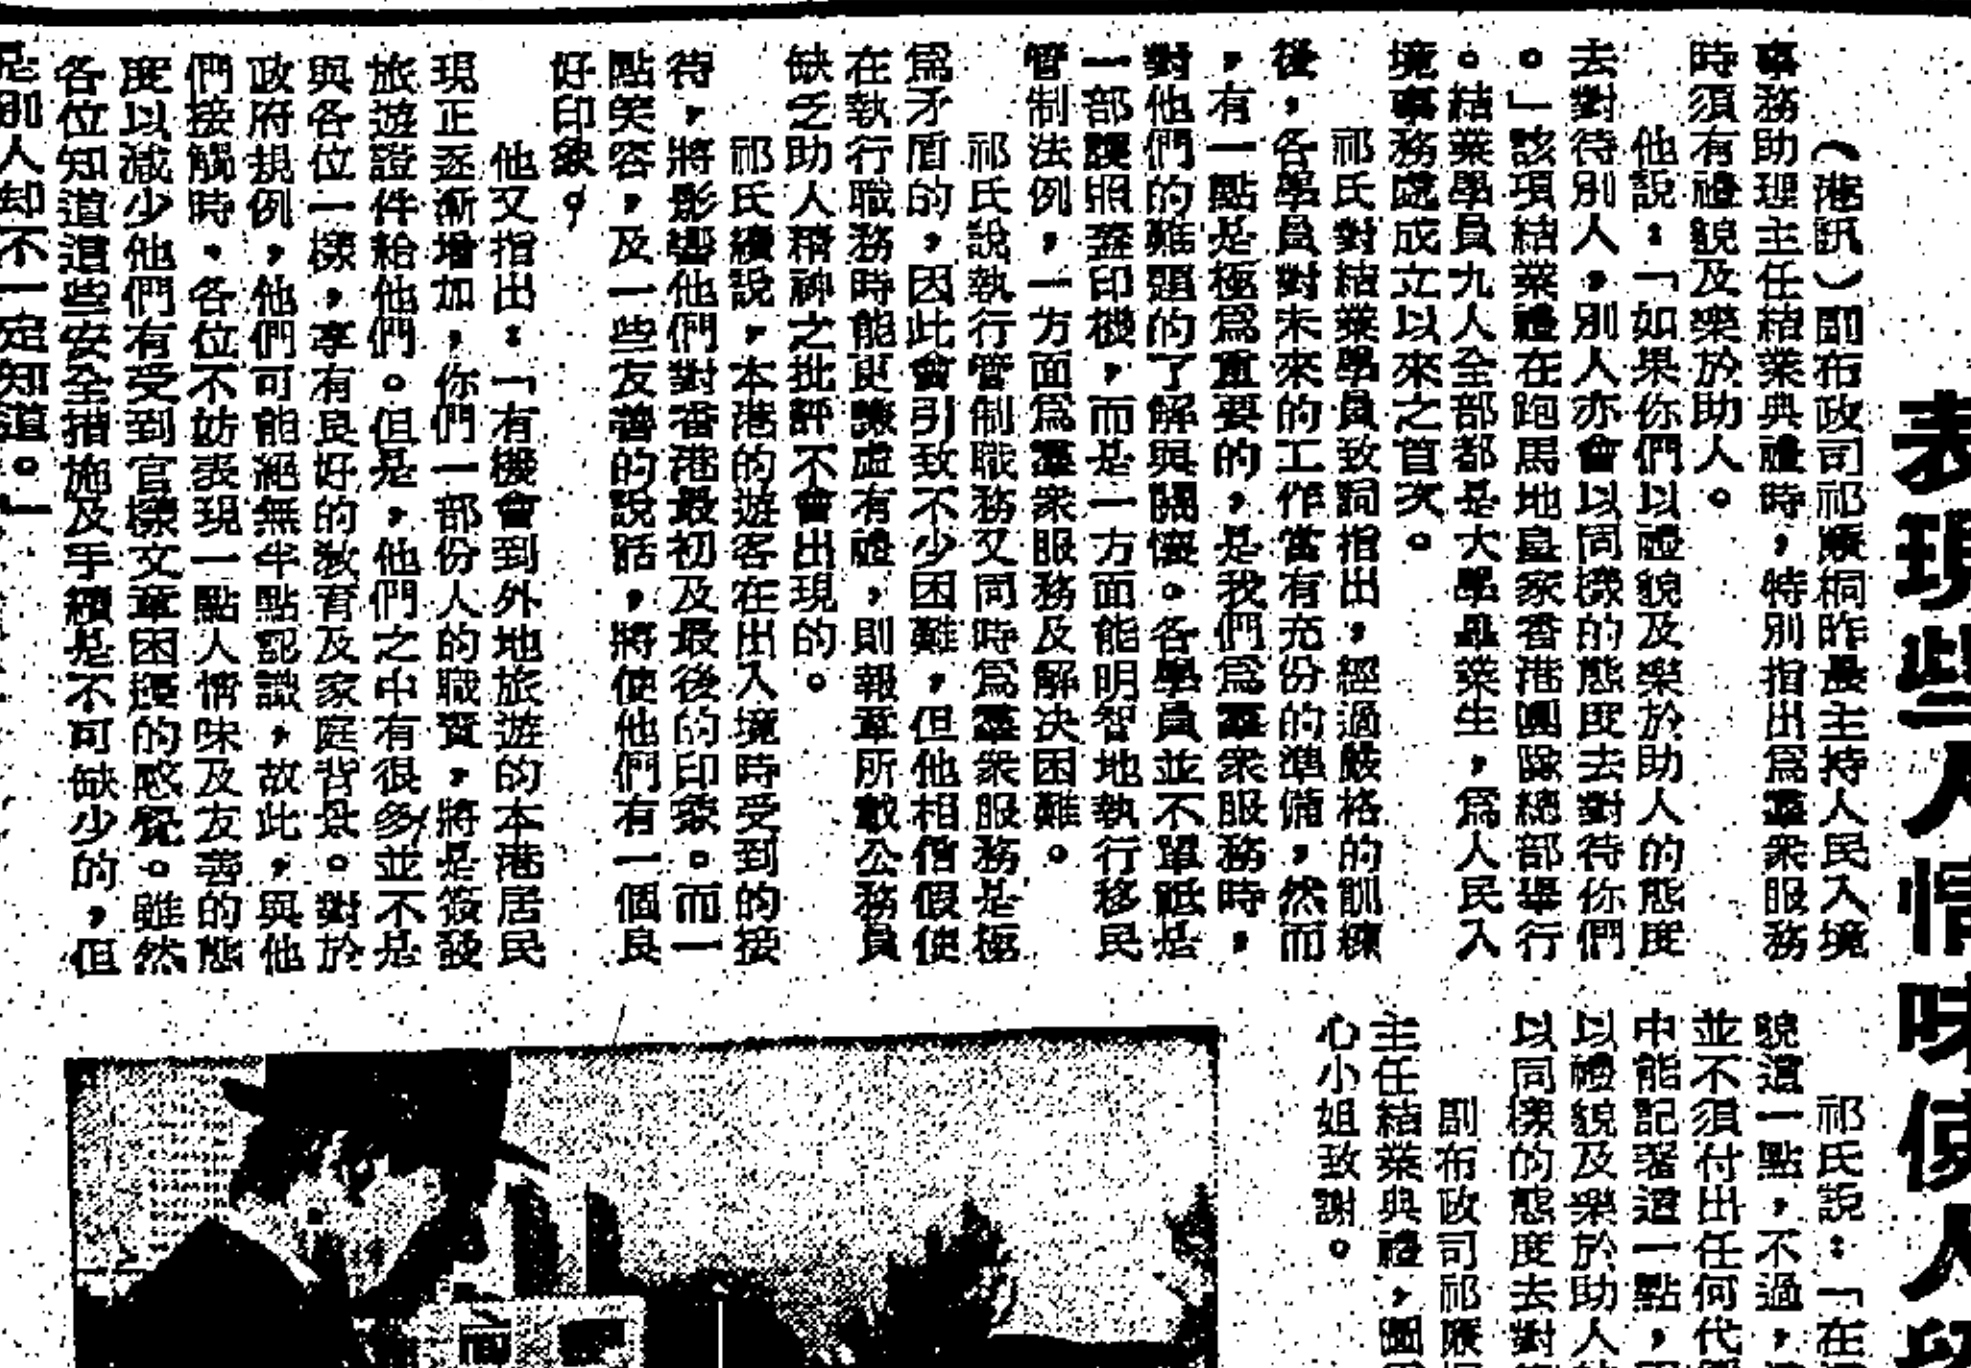 表現些人情味使人
（港訊）副布政司祁順桐昨晨主持人民入境
事務助理主任結業典禮時，特別指出爲羣衆服務
時須有禮貌及樂於助人。
他說：「如果你們以禮貌及樂於助人的態度
去對待別人，別人亦會以同樣的態度去對待你們
。」該項結業禮在跑馬地皇家香港團隊總部舉行
。結業學員九人全部都是大學畢業生，爲人民入
境事務處成立以來之首次。
祁氏對結業學員致詞指出，經過嚴格的訓練
後，各學員對未來的工作當有充份的準備，然而
，有一點是極爲重要的，是我們爲羣衆服務時，
對他們的難題的了解與關懷。各學員並不單祗是
一部護照蓋印機，而是一方面能明智地執行移民
管制法例，一方面爲羣衆服務及解決困難。
祁氏說執行管制職務又同時爲羣衆服務是極
爲矛盾的，因此會引致不少困難，但他相信假使
在執行職務時能更謙虛有禮，則報章所載公務員
缺乏助人精神之批評不會出現的。
祁氏續說，本港的遊客在出入境時受到的接
待，將影響他們對香港最初及最後的印象。而一
點笑容，及一些友善的說話，將使他們有一個良
好印象。
他又指出：「有機會到外地旅遊的本港居民
現正逐漸增加，你們一部份人的職責，將是簽發
旅遊證件給他們。但是，他們之中有很多並不是
與各位一樣，享有良好的敎育及家庭背景。對於
政府規例，他們可能絕無半點認識，故此，與他
們接觸時，各位不妨表現一點人情味及友善的態
度以減少他們有受到官樣文章困擾的感覺。雖然
各位知道這些安全措施及手續是不可缺少的，但
是別人却不一定知道。」
祁氏說：「在
貌這一點，不過，
並不須付出任何代
中能記著這一點，
以禮貌及樂於助人
以同樣的態度去對
副布政司祁順
主任結業典禮，
心小姐致謝。